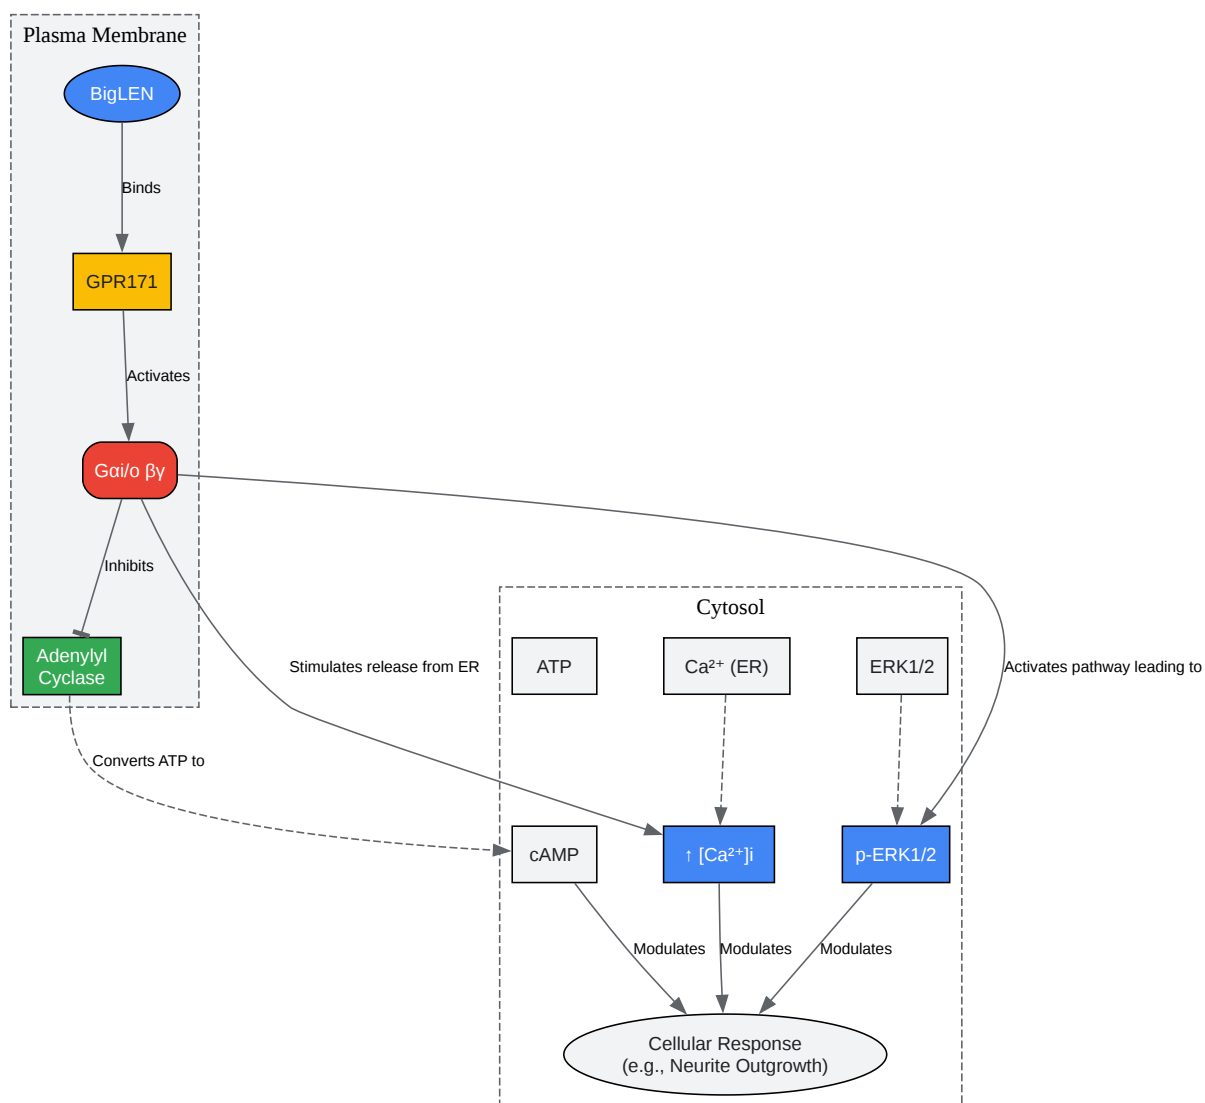 Plasma Membrane
BigLEN
Binds
GPR171
Activates
Gαi/o βγ
Inhibits
Adenylyl
Cyclase
Stimulates release from ER
Activates pathway leading to
Converts ATP to
Cytosol
ATP
Ca²⁺ (ER)
ERK1/2
cAMP
↑ [Ca²⁺]i
p-ERK1/2
Modulates
Modulates
Modulates
Cellular Response
(e.g., Neurite Outgrowth)